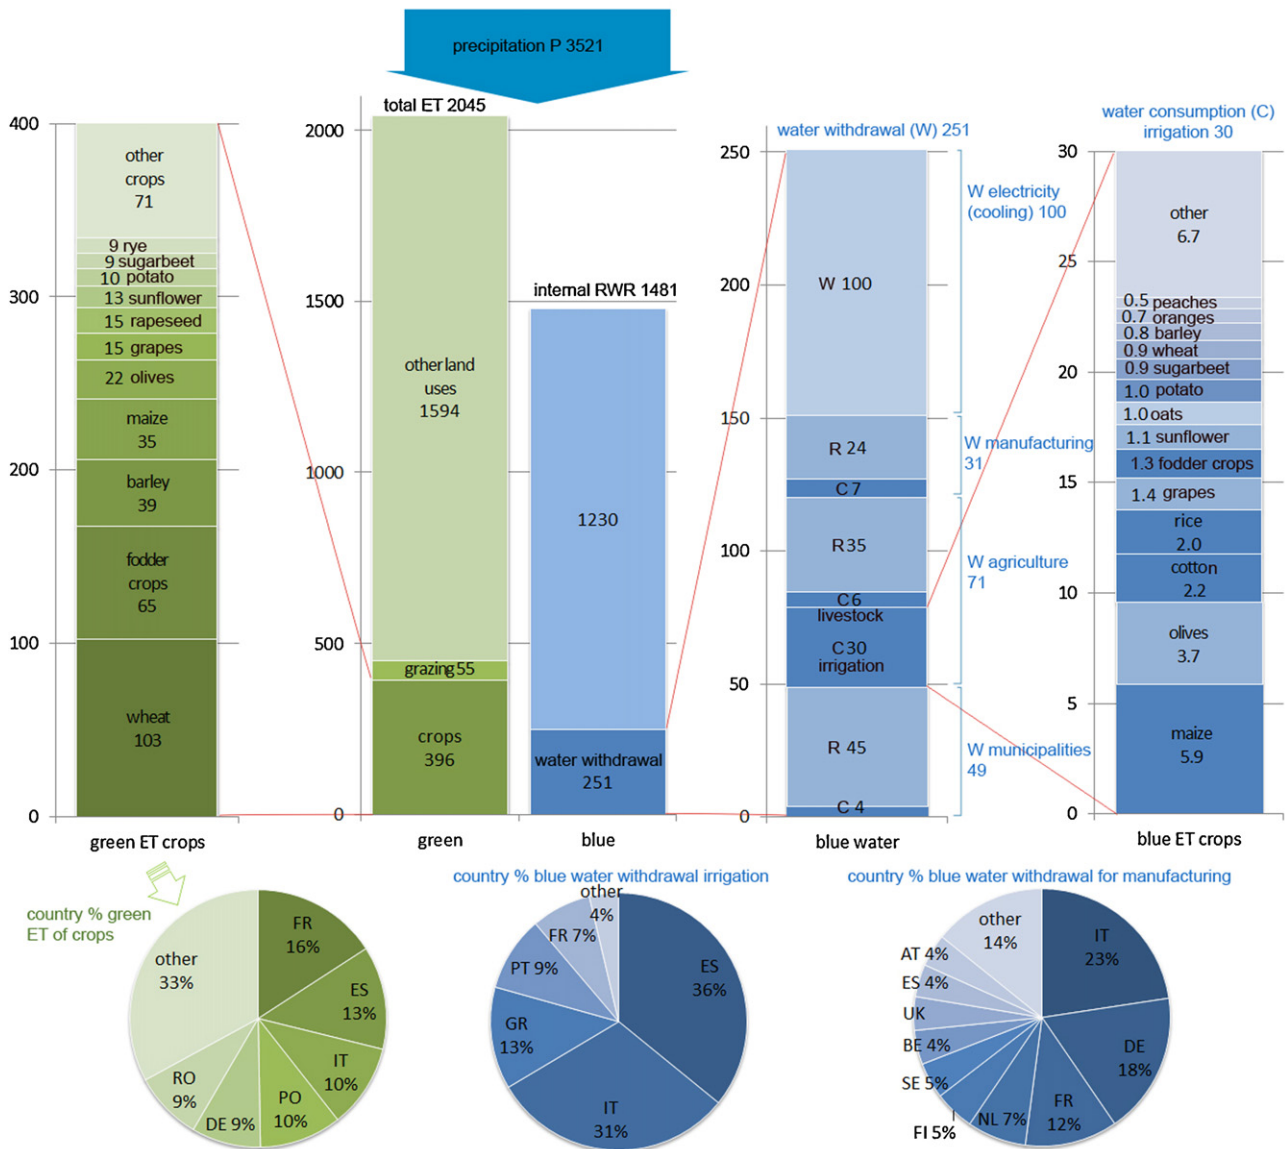 precipitation P 3521
400
300
200
100
0
other
crops
71
9 rye
9 sugarbeet
10 potato
13 sunflower
15 rapeseed
15 grapes
22 olives
maize
35
barley
39
fodder
crops
65
wheat
103
green ET crops
total ET 2045
2000
1500
1000
500
0
other land
uses
1594
grazing 55
crops
396
green
internal RWR 1481
1230
water withdrawal
251
blue
water withdrawal (W) 251
250
200
150
100
50
0
W 100
R 24
C 7
R 35
C 6
livestock
C 30
irrigation
R 45
C 4
blue water
W electricity
(cooling) 100
W manufacturing
31
W agriculture
71
W municipalities
49
water consumption (C)
irrigation 30
30
25
20
15
10
5
0
other
6.7
0.5 peaches
0.7 oranges
0.8 barley
0.9 wheat
0.9 sugarbeet
1.0 potato
1.0 oats
1.1 sunflower
1.3 fodder crops
1.4 grapes
rice
2.0
cotton
2.2
olives
3.7
maize
5.9
blue ET crops
country % green
ET of crops
FR
16%
ES
13%
IT
10%
PO
10%
DE 9%
RO
9%
other
33%
country % blue water withdrawal irrigation
other
4%
FR 7%
PT 9%
GR
13%
IT
31%
ES
36%
country % blue water withdrawal for manufacturing
other
14%
AT 4%
ES 4%
UK
BE 4%
SE 5%
FI 5%
NL 7%
FR
12%
DE
18%
IT
23%